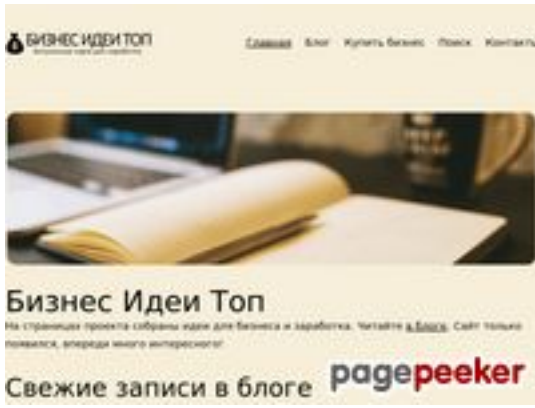 БИЗНЕС ИДЕИ ТОП
Главная Блог Купить бизнес Поиск Контакты
Бизнес Идеи Топ
На страницах проекта собраны идеи для бизнеса и заработка. Читайте в блоге. Сайт только
появился, впереди много интересного!
Свежие записи в блоге
pagepeeker